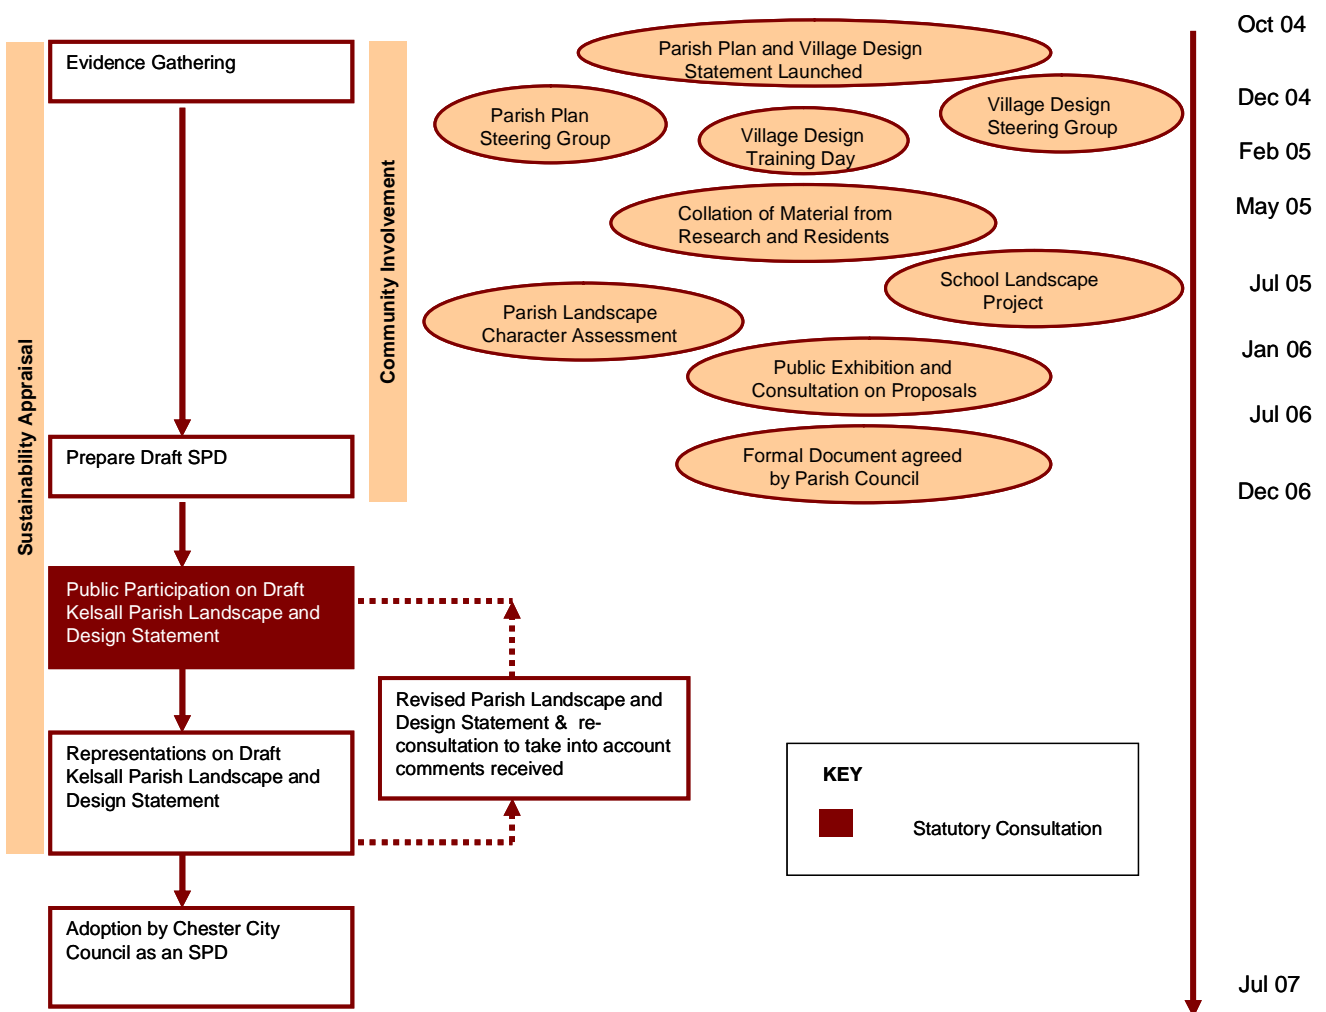 Evidence Gathering
Prepare Draft SPD
Public Participation on Draft
Kelsall Parish Landscape and
Design Statement
Representations on Draft
Kelsall Parish Landscape and
Design Statement
Adoption by Chester City
Council as an SPD
Sustainability Appraisal
Community Involvement
Revised Parish Landscape and
Design Statement & re-
consultation to take into account
comments received
Parish Plan and Village Design
Statement Launched
Parish Plan
Steering Group
Village Design
Training Day
Village Design
Steering Group
Collation of Material from
Research and Residents
School Landscape
Project
Parish Landscape
Character Assessment
Public Exhibition and
Consultation on Proposals
Formal Document agreed
by Parish Council
KEY
Statutory Consultation
Oct 04
Dec 04
Feb 05
May 05
Jul 05
Jan 06
Jul 06
Dec 06
Jul 07